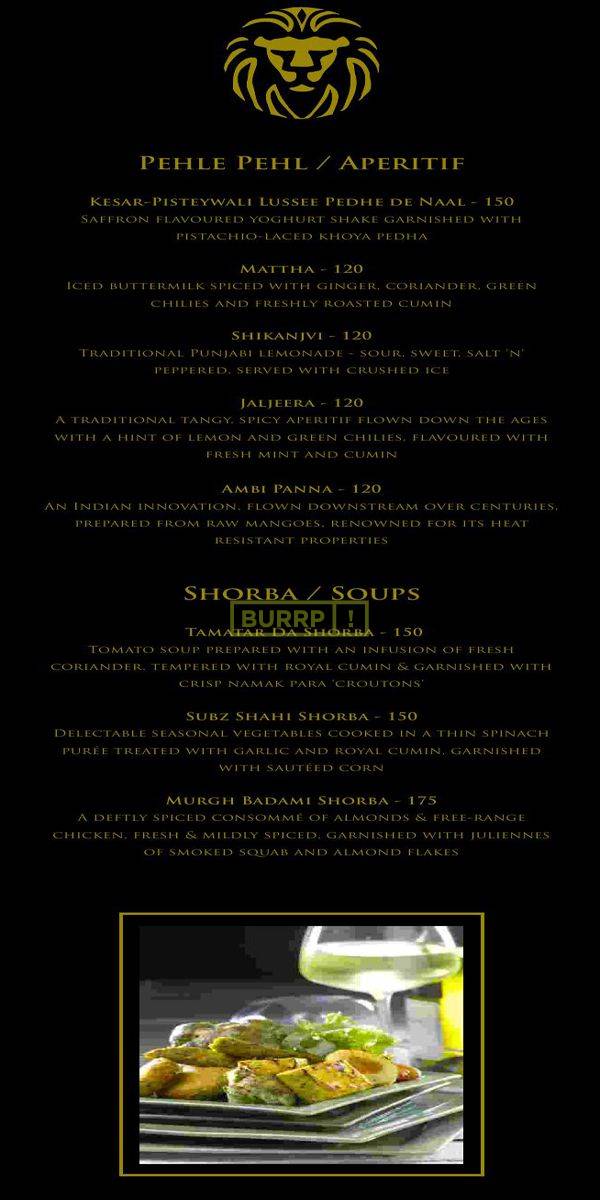 Pehle Pehl / Aperitif
Kesar-Pisteywali Lussee Pedhe de Naal - 150
Saffron flavoured yoghurt shake garnished with
pistachio-laced khoya pedha
Mattha - 120
Iced buttermilk spiced with ginger, coriander, green
chilies and freshly roasted cumin
Shikanjvi - 120
Traditional Punjabi lemonade - sour, sweet, salt 'n'
peppered, served with crushed ice
Jaljeera - 120
A traditional tangy, spicy aperitif flown down the ages
with a hint of lemon and green chilies, flavoured with
fresh mint and cumin
Ambi Panna - 120
An Indian innovation, flown downstream over centuries,
prepared from raw mangoes, renowned for its heat
resistant properties
Shorba / Soups
BURRP !
Tamatar Da Shorba - 150
Tomato soup prepared with an infusion of fresh
coriander, tempered with royal cumin & garnished with
crisp namak para 'croutons'
Subz Shahi Shorba - 150
Delectable seasonal vegetables cooked in a thin spinach
purée treated with garlic and royal cumin, garnished
with sautéed corn
Murgh Badami Shorba - 175
A deftly spiced consommé of almonds & free-range
chicken, fresh & mildly spiced, garnished with juliennes
of smoked squab and almond flakes